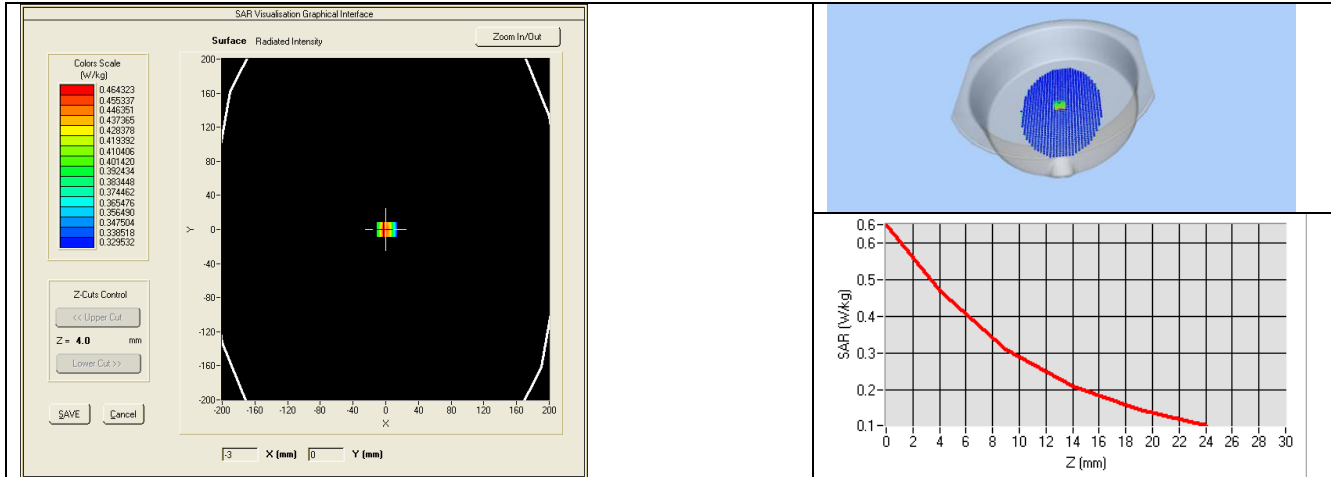 SAR Visualisation Graphical Interface
Surface Radiated Intensity
Zoom In/Out
Colors Scale
(W/kg)
0.464323
0.455337
0.446351
0.437365
0.428378
0.419392
0.410406
0.401420
0.392434
0.383448
0.374462
0.365476
0.356490
0.347504
0.338518
0.329532
Z-Cuts Control
<< Upper Cut
Z = 4.0 mm
Lower Cut >>
SAVE Cancel
200-
160-
120-
80-
40-
Y 0-
-40-
-80-
-120-
-160-
-200-
-200 -160 -120 -80 -40 0 40 80 120 160 200
X
-3 X (mm) 0 Y (mm)
0.6-
0.6-
0.5-
0.4-
0.3-
0.2-
0.1-
SAR (W/kg)
0 2 4 6 8 10 12 14 16 18 20 22 24 26 28 30
Z (mm)